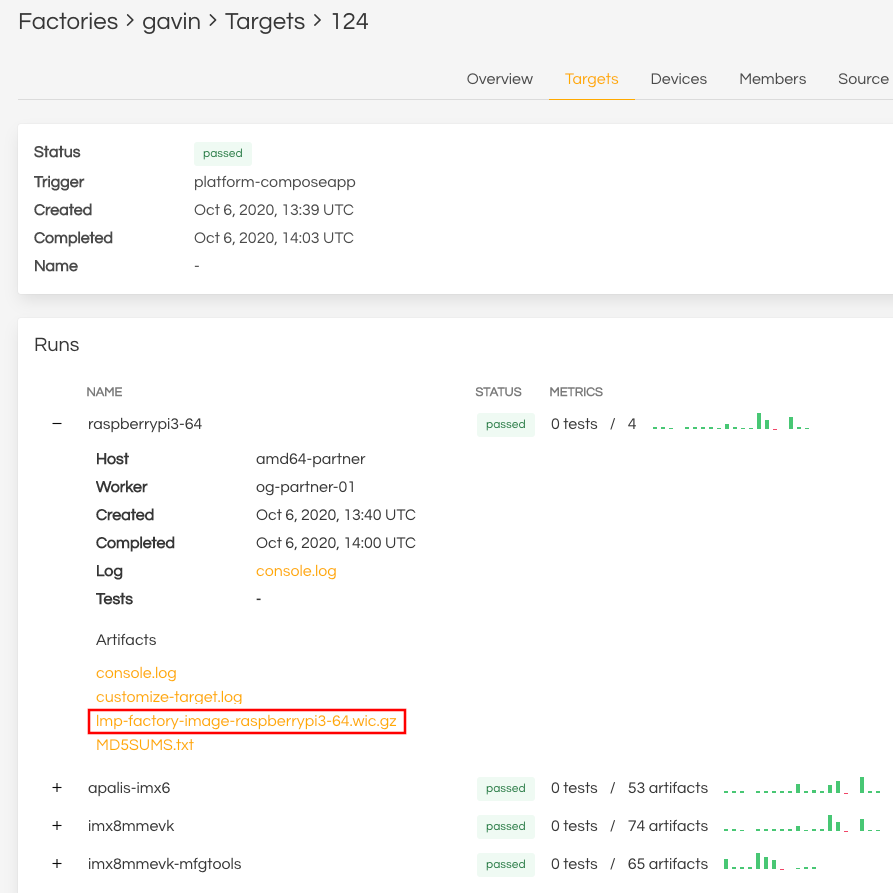 Factories > gavin > Targets > 124
Overview Targets Devices Members Source
Status passed
Trigger platform-composeapp
Created Oct 6, 2020, 13:39 UTC
Completed Oct 6, 2020, 14:03 UTC
Name -
Runs
NAME STATUS METRICS
− raspberrypi3-64 passed 0 tests / 4
Host amd64-partner
Worker og-partner-01
Created Oct 6, 2020, 13:40 UTC
Completed Oct 6, 2020, 14:00 UTC
Log console.log
Tests -
Artifacts
console.log
customize-target.log
lmp-factory-image-raspberrypi3-64.wic.gz
MD5SUMS.txt
+ apalis-imx6 passed 0 tests / 53 artifacts
+ imx8mmevk passed 0 tests / 74 artifacts
+ imx8mmevk-mfgtools passed 0 tests / 65 artifacts